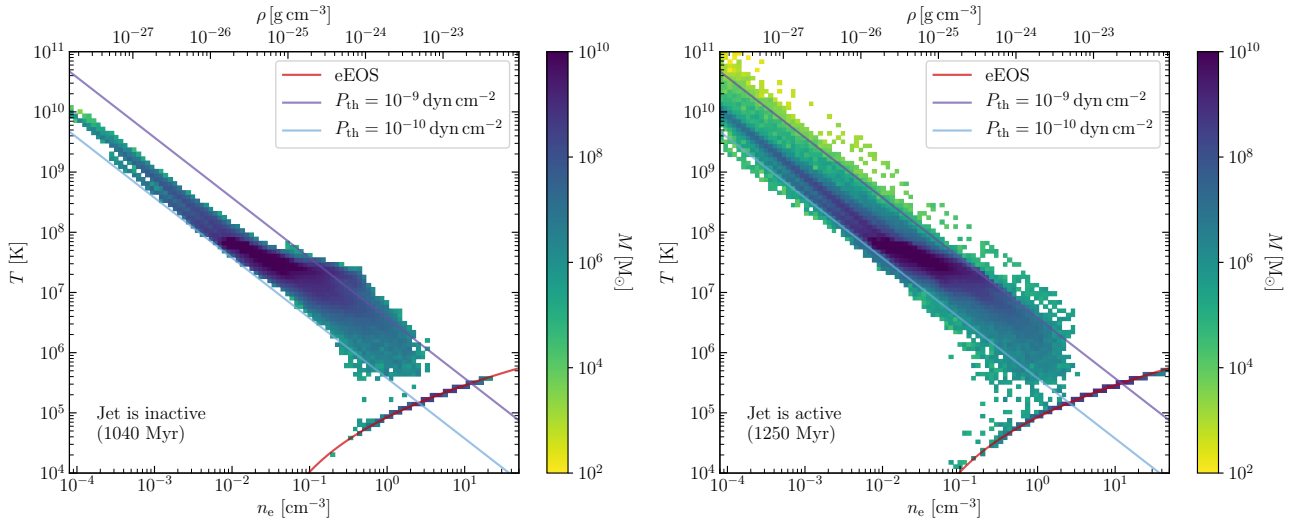 ρ [g cm⁻³]
10⁻²⁷ 10⁻²⁶ 10⁻²⁵ 10⁻²⁴ 10⁻²³
10¹¹
10¹⁰
10⁹
10⁸
10⁷
10⁶
10⁵
10⁴
T [K]
eEOS
P_th = 10⁻⁹ dyn cm⁻²
P_th = 10⁻¹⁰ dyn cm⁻²
Jet is inactive
(1040 Myr)
10⁻⁴ 10⁻³ 10⁻² 10⁻¹ 10⁰ 10¹
n_e [cm⁻³]
10¹⁰
10⁸
10⁶
10⁴
10²
M [M_⊙]
ρ [g cm⁻³]
10⁻²⁷ 10⁻²⁶ 10⁻²⁵ 10⁻²⁴ 10⁻²³
10¹¹
10¹⁰
10⁹
10⁸
10⁷
10⁶
10⁵
10⁴
T [K]
eEOS
P_th = 10⁻⁹ dyn cm⁻²
P_th = 10⁻¹⁰ dyn cm⁻²
Jet is active
(1250 Myr)
10⁻⁴ 10⁻³ 10⁻² 10⁻¹ 10⁰ 10¹
n_e [cm⁻³]
10¹⁰
10⁸
10⁶
10⁴
10²
M [M_⊙]